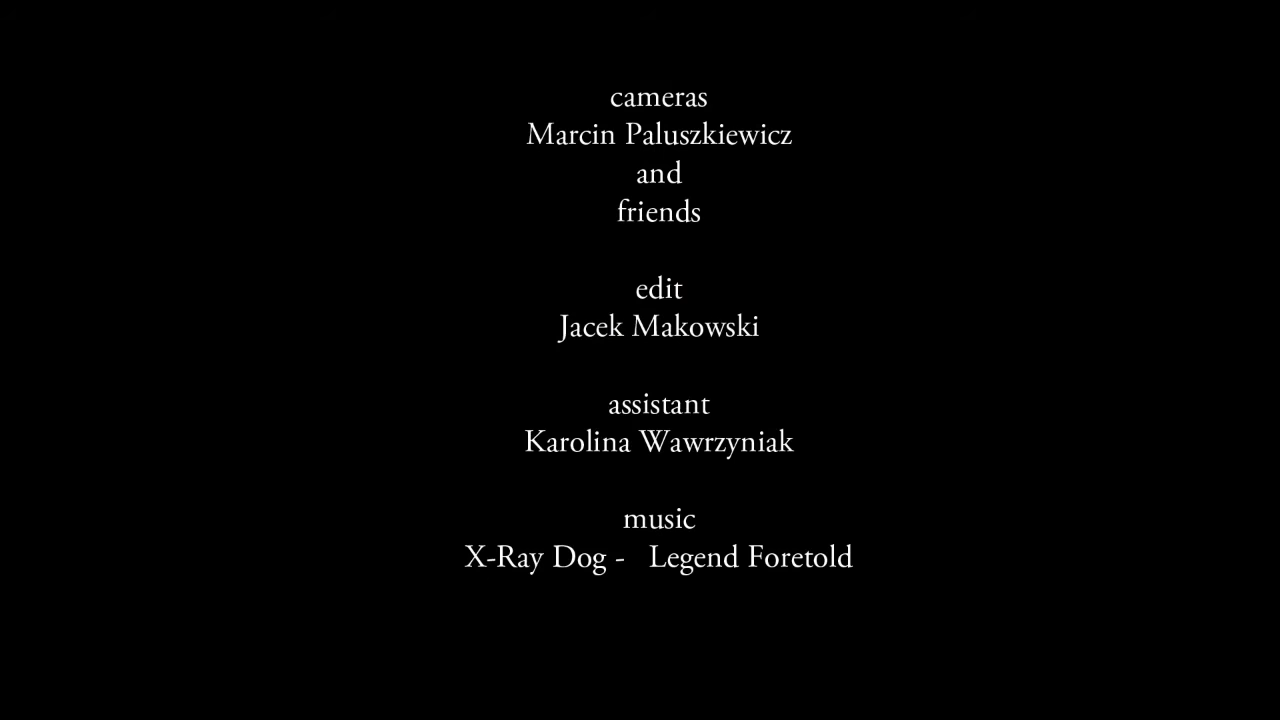 cameras
Marcin Paluszkiewicz
and
friends
edit
Jacek Makowski
assistant
Karolina Wawrzyniak
music
X-Ray Dog -   Legend Foretold